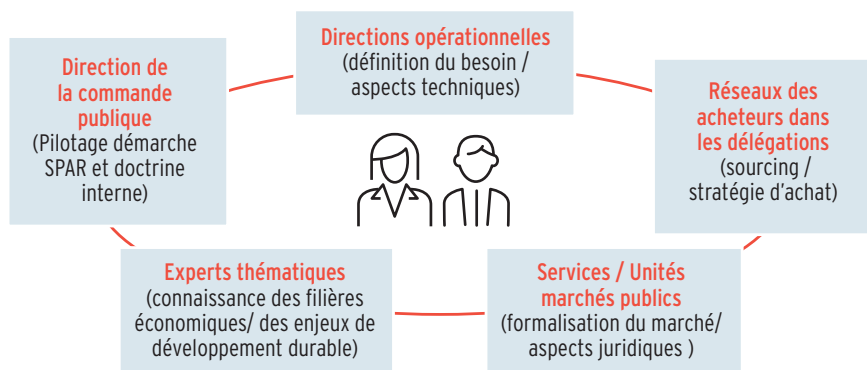 Direction de
la commande
publique
(Pilotage démarche
SPAR et doctrine
interne)
Directions opérationnelles
(définition du besoin /
aspects techniques)
Réseaux des
acheteurs dans
les délégations
(sourcing /
stratégie d'achat)
Experts thématiques
(connaissance des filières
économiques/ des enjeux de
développement durable)
Services / Unités
marchés publics
(formalisation du marché/
aspects juridiques )